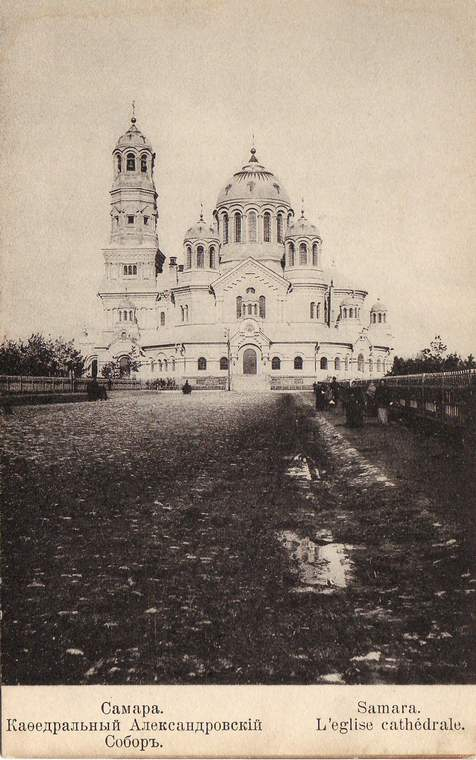 Самара.
Каѳедральный Александровскій
Соборъ.
Samara.
L'eglise cathédrale.